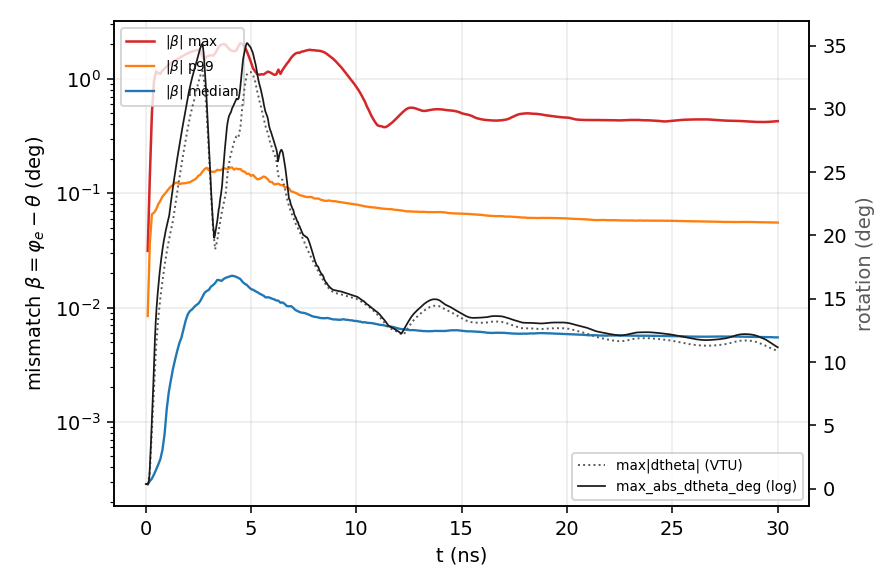 |β| max
|β| p99
|β| median
10⁰
10⁻¹
10⁻²
10⁻³
mismatch β = φₑ − θ (deg)
35
30
25
20
15
10
5
0
rotation (deg)
max|dtheta| (VTU)
max_abs_dtheta_deg (log)
0 5 10 15 20 25 30
t (ns)